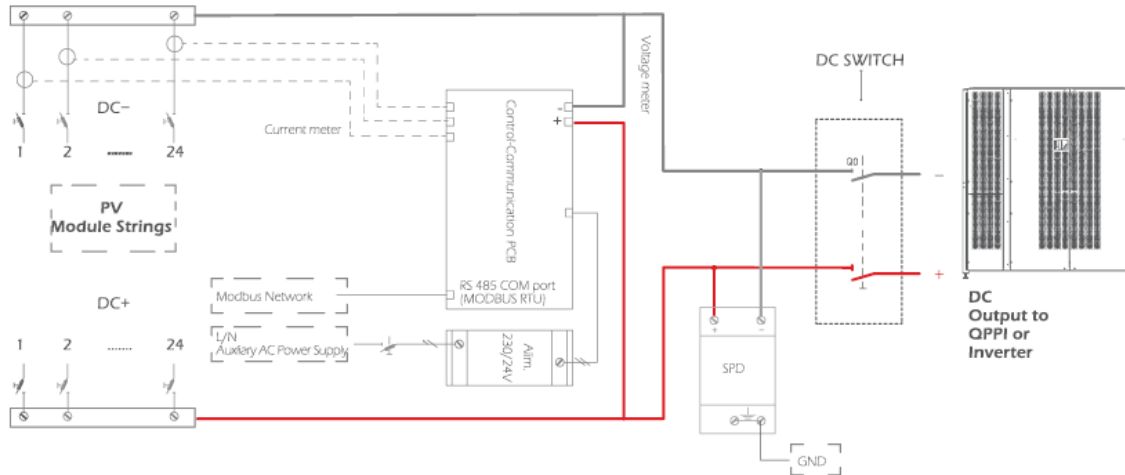 DC-
1 2 ........ 24
PV
Module Strings
DC+
1 2 ....... 24
Current meter
Control-Communication PCB
-
+
RS 485 COM port
(MODBUS RTU)
Modbus Network
L/N
Auxliary AC Power Supply
Alim.
230/24V
Voltage meter
DC SWITCH
Q0
-
+
+ -
SPD
GND
DC
Output to
QPPI or
Inverter